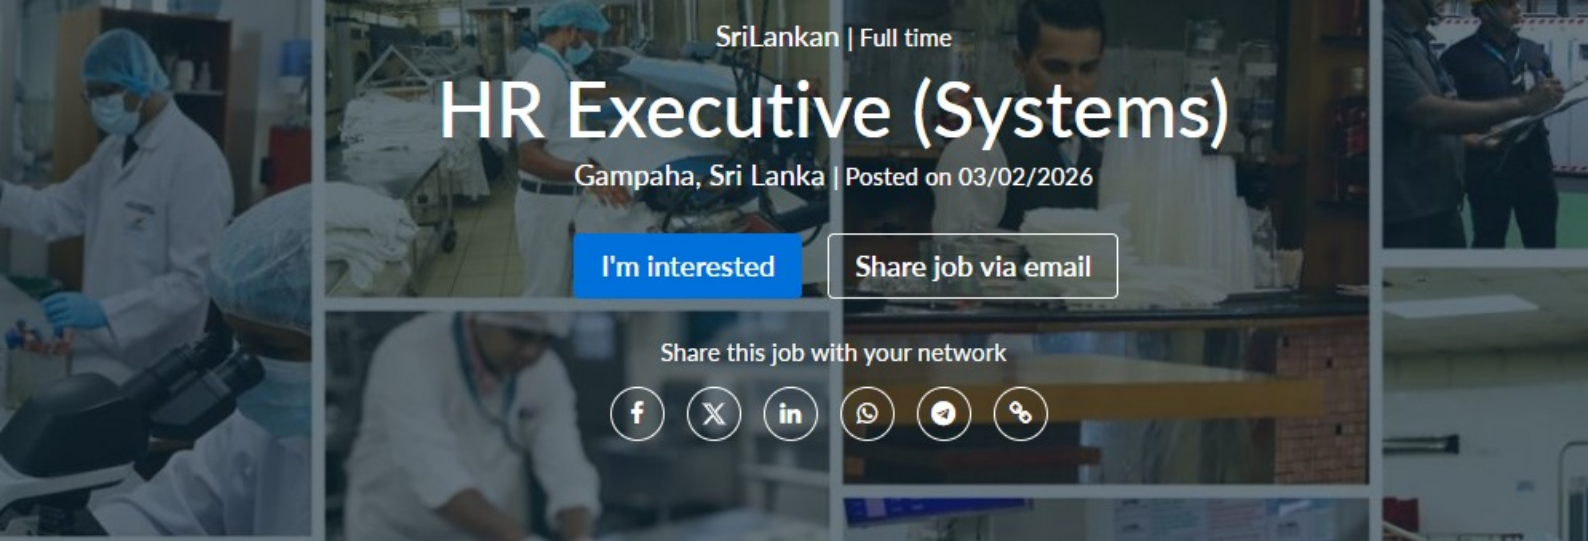 SriLankan | Full time
HR Executive (Systems)
Gampaha, Sri Lanka | Posted on 03/02/2026
I'm interested
Share job via email
Share this job with your network